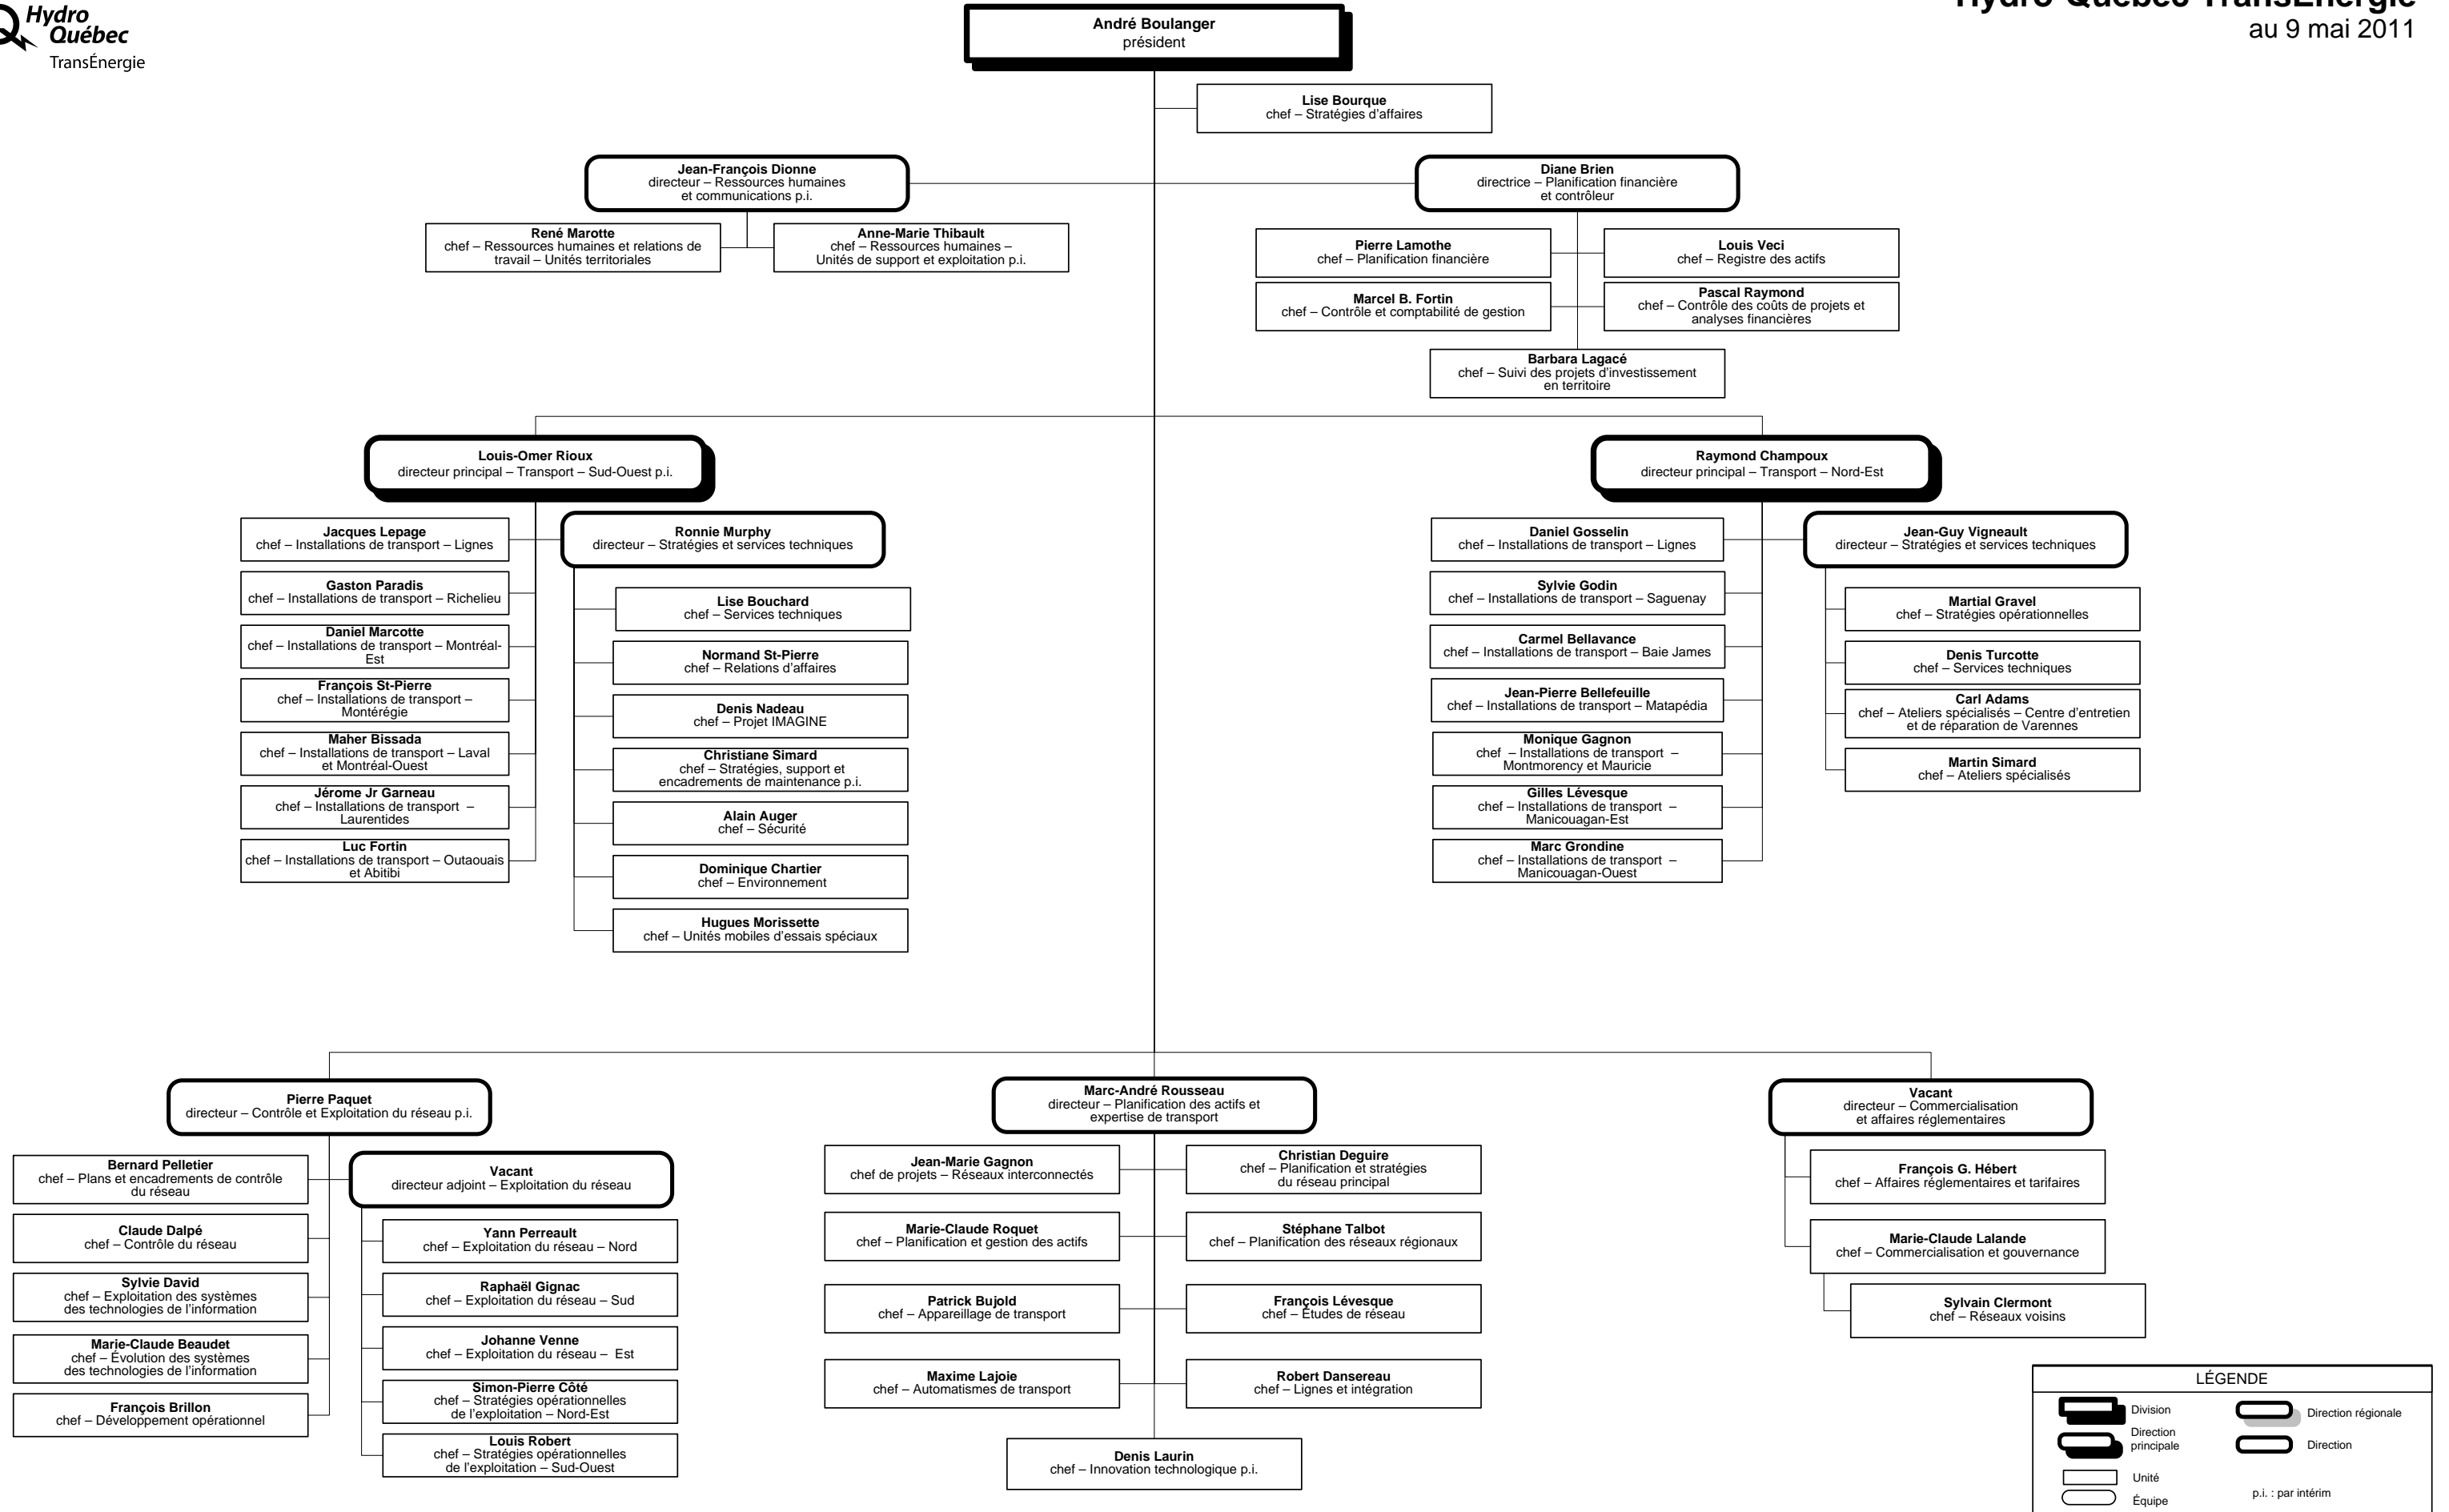 Hydro
Québec
TransÉnergie
Hydro-Québec TransÉnergie
au 9 mai 2011
André Boulanger
président
Lise Bourque
chef – Stratégies d'affaires
Jean-François Dionne
directeur – Ressources humaines
et communications p.i.
Diane Brien
directrice – Planification financière
et contrôleur
René Marotte
chef – Ressources humaines et relations de
travail – Unités territoriales
Anne-Marie Thibault
chef – Ressources humaines –
Unités de support et exploitation p.i.
Pierre Lamothe
chef – Planification financière
Louis Veci
chef – Registre des actifs
Marcel B. Fortin
chef – Contrôle et comptabilité de gestion
Pascal Raymond
chef – Contrôle des coûts de projets et
analyses financières
Barbara Lagacé
chef – Suivi des projets d'investissement
en territoire
Louis-Omer Rioux
directeur principal – Transport – Sud-Ouest p.i.
Raymond Champoux
directeur principal – Transport – Nord-Est
Jacques Lepage
chef – Installations de transport – Lignes
Gaston Paradis
chef – Installations de transport – Richelieu
Daniel Marcotte
chef – Installations de transport – Montréal-
Est
François St-Pierre
chef – Installations de transport –
Montérégie
Maher Bissada
chef – Installations de transport – Laval
et Montréal-Ouest
Jérome Jr Garneau
chef – Installations de transport –
Laurentides
Luc Fortin
chef – Installations de transport – Outaouais
et Abitibi
Ronnie Murphy
directeur – Stratégies et services techniques
Lise Bouchard
chef – Services techniques
Normand St-Pierre
chef – Relations d'affaires
Denis Nadeau
chef – Projet IMAGINE
Christiane Simard
chef – Stratégies, support et
encadrements de maintenance p.i.
Alain Auger
chef – Sécurité
Dominique Chartier
chef – Environnement
Hugues Morissette
chef – Unités mobiles d'essais spéciaux
Daniel Gosselin
chef – Installations de transport – Lignes
Sylvie Godin
chef – Installations de transport – Saguenay
Carmel Bellavance
chef – Installations de transport – Baie James
Jean-Pierre Bellefeuille
chef – Installations de transport – Matapédia
Monique Gagnon
chef – Installations de transport –
Montmorency et Mauricie
Gilles Lévesque
chef – Installations de transport –
Manicouagan-Est
Marc Grondine
chef – Installations de transport –
Manicouagan-Ouest
Jean-Guy Vigneault
directeur – Stratégies et services techniques
Martial Gravel
chef – Stratégies opérationnelles
Denis Turcotte
chef – Services techniques
Carl Adams
chef – Ateliers spécialisés – Centre d'entretien
et de réparation de Varennes
Martin Simard
chef – Ateliers spécialisés
Pierre Paquet
directeur – Contrôle et Exploitation du réseau p.i.
Bernard Pelletier
chef – Plans et encadrements de contrôle
du réseau
Claude Dalpé
chef – Contrôle du réseau
Sylvie David
chef – Exploitation des systèmes
des technologies de l'information
Marie-Claude Beaudet
chef – Évolution des systèmes
des technologies de l'information
François Brillon
chef – Développement opérationnel
Vacant
directeur adjoint – Exploitation du réseau
Yann Perreault
chef – Exploitation du réseau – Nord
Raphaël Gignac
chef – Exploitation du réseau – Sud
Johanne Venne
chef – Exploitation du réseau – Est
Simon-Pierre Côté
chef – Stratégies opérationnelles
de l'exploitation – Nord-Est
Louis Robert
chef – Stratégies opérationnelles
de l'exploitation – Sud-Ouest
Marc-André Rousseau
directeur – Planification des actifs et
expertise de transport
Jean-Marie Gagnon
chef de projets – Réseaux interconnectés
Christian Deguire
chef – Planification et stratégies
du réseau principal
Marie-Claude Roquet
chef – Planification et gestion des actifs
Stéphane Talbot
chef – Planification des réseaux régionaux
Patrick Bujold
chef – Appareillage de transport
François Lévesque
chef – Études de réseau
Maxime Lajoie
chef – Automatismes de transport
Robert Dansereau
chef – Lignes et intégration
Denis Laurin
chef – Innovation technologique p.i.
Vacant
directeur – Commercialisation
et affaires réglementaires
François G. Hébert
chef – Affaires réglementaires et tarifaires
Marie-Claude Lalande
chef – Commercialisation et gouvernance
Sylvain Clermont
chef – Réseaux voisins
LÉGENDE
Division
Direction régionale
Direction
principale
Direction
Unité
Équipe
p.i. : par intérim